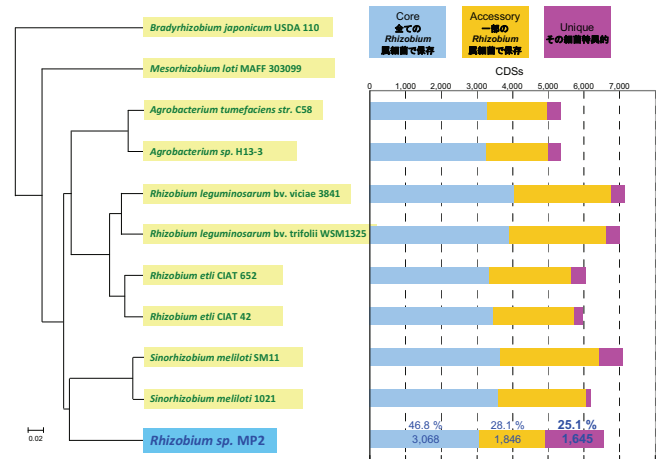 Core
全ての
Rhizobium
属細菌で保存
Accessory
一部の
Rhizobium
属細菌で保存
Unique
その細菌特異的
CDSs
0 1,000 2,000 3,000 4,000 5,000 6,000 7,000
Bradyrhizobium japonicum USDA 110
Mesorhizobium loti MAFF 303099
Agrobacterium tumefaciens str. C58
Agrobacterium sp. H13-3
Rhizobium leguminosarum bv. viciae 3841
Rhizobium leguminosarum bv. trifolii WSM1325
Rhizobium etli CIAT 652
Rhizobium etli CIAT 42
Sinorhizobium meliloti SM11
Sinorhizobium meliloti 1021
46.8 % 28.1 % 25.1 %
Rhizobium sp. MP2 3,068 1,846 1,645
0.02